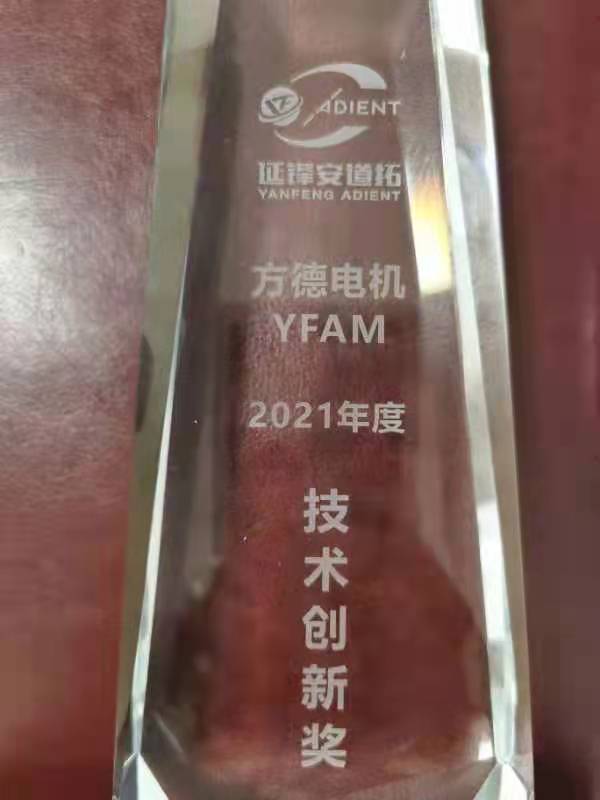 YF ADIENT
延锋安道拓
YANFENG ADIENT
方德电机
YFAM
2021年度
技术创新奖